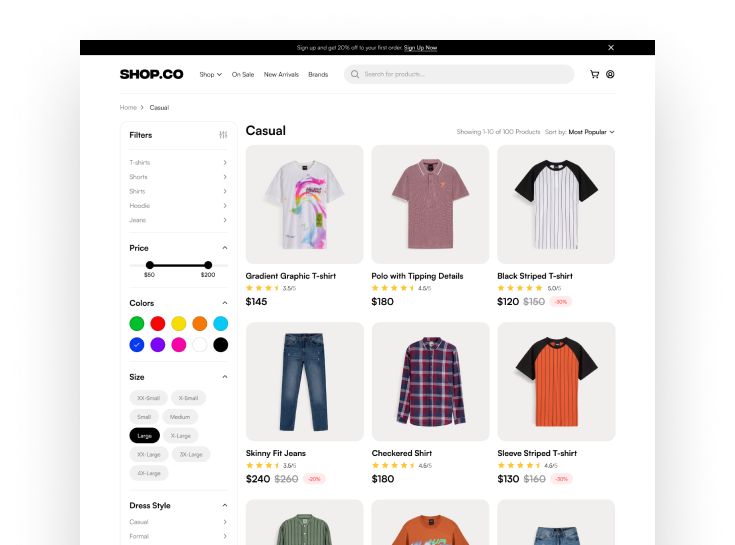 Sign up and get 20% off to your first order. Sign Up Now
SHOP.CO
Shop
On Sale
New Arrivals
Brands
Search for products...
Home > Casual
Filters
T-shirts
Shorts
Shirts
Hoodie
Jeans
Price
$50
$200
Colors
Size
XX-Small
X-Small
Small
Medium
Large
X-Large
XX-Large
3X-Large
4X-Large
Dress Style
Casual
Formal
Casual
Showing 1-10 of 100 Products
Sort by: Most Popular
Gradient Graphic T-shirt
3.5/5
$145
Polo with Tipping Details
4.5/5
$180
Black Striped T-shirt
5.0/5
$120 $150 -30%
Skinny Fit Jeans
3.5/5
$240 $260 -20%
Checkered Shirt
4.5/5
$180
Sleeve Striped T-shirt
4.5/5
$130 $160 -30%